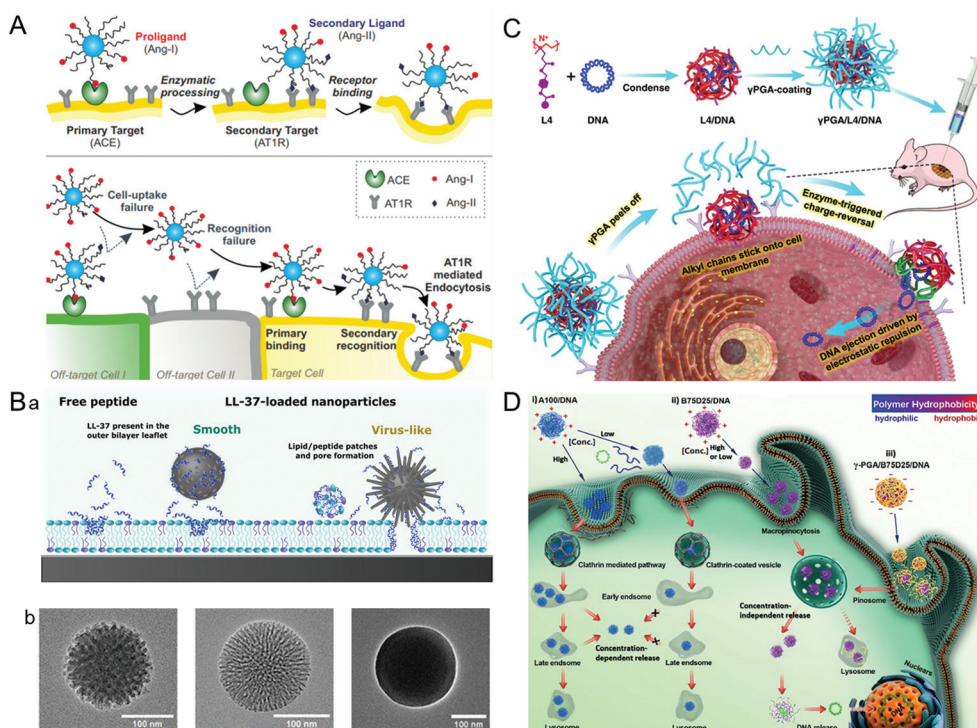 A
Proligand
(Ang-I)
Secondary Ligand
(Ang-II)
Enzymatic
processing
Receptor
binding
Primary Target
(ACE)
Secondary Target
(AT1R)
ACE
Ang-I
AT1R
Ang-II
Cell-uptake
failure
Recognition
failure
AT1R
mediated
Endocytosis
Primary
binding
Secondary
recognition
Off-target Cell I
Off-target Cell II
Target Cell
B a
Free peptide
LL-37-loaded nanoparticles
LL-37 present in the
outer bilayer leaflet
Smooth
Lipid/peptide patches
and pore formation
Virus-like
b
100 nm
100 nm
100 nm
C
N+
+
L4
DNA
Condense
L4/DNA
γPGA-coating
γPGA/L4/DNA
γPGA peels off
Enzyme-triggered
charge-reversal
Alkyl chains stick onto cell
membrane
DNA ejection driven by
electrostatic repulsion
D
Polymer Hydrophobicity
hydrophilic
hydrophobi
i) A100/DNA
ii) B75D25/DNA
iii)
γ-PGA/B75D25/DNA
[Conc.]
Low
High
[Conc.]
High
or Low
Macropinocytosis
Clathrin mediated pathway
Clathrin-coated vesicle
Pinosome
Early endsome
Concentration-
independent release
Concentration-
dependent release
Late endsome
Late endsome
Lysosome
Nuclears
Lysosome
Lysosome
DNA release
DNA